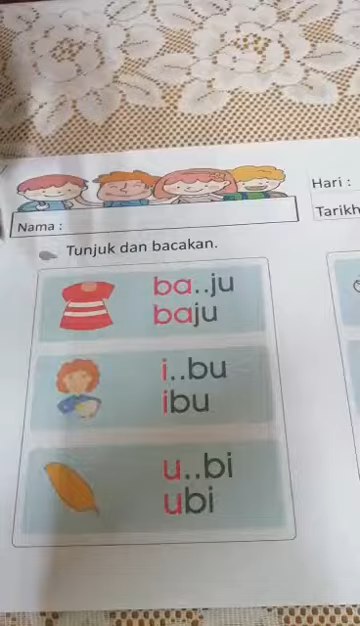 Hari :
Nama :
Tarikh
Tunjuk dan bacakan.
ba..ju
baju
i..bu
ibu
u..bi
ubi